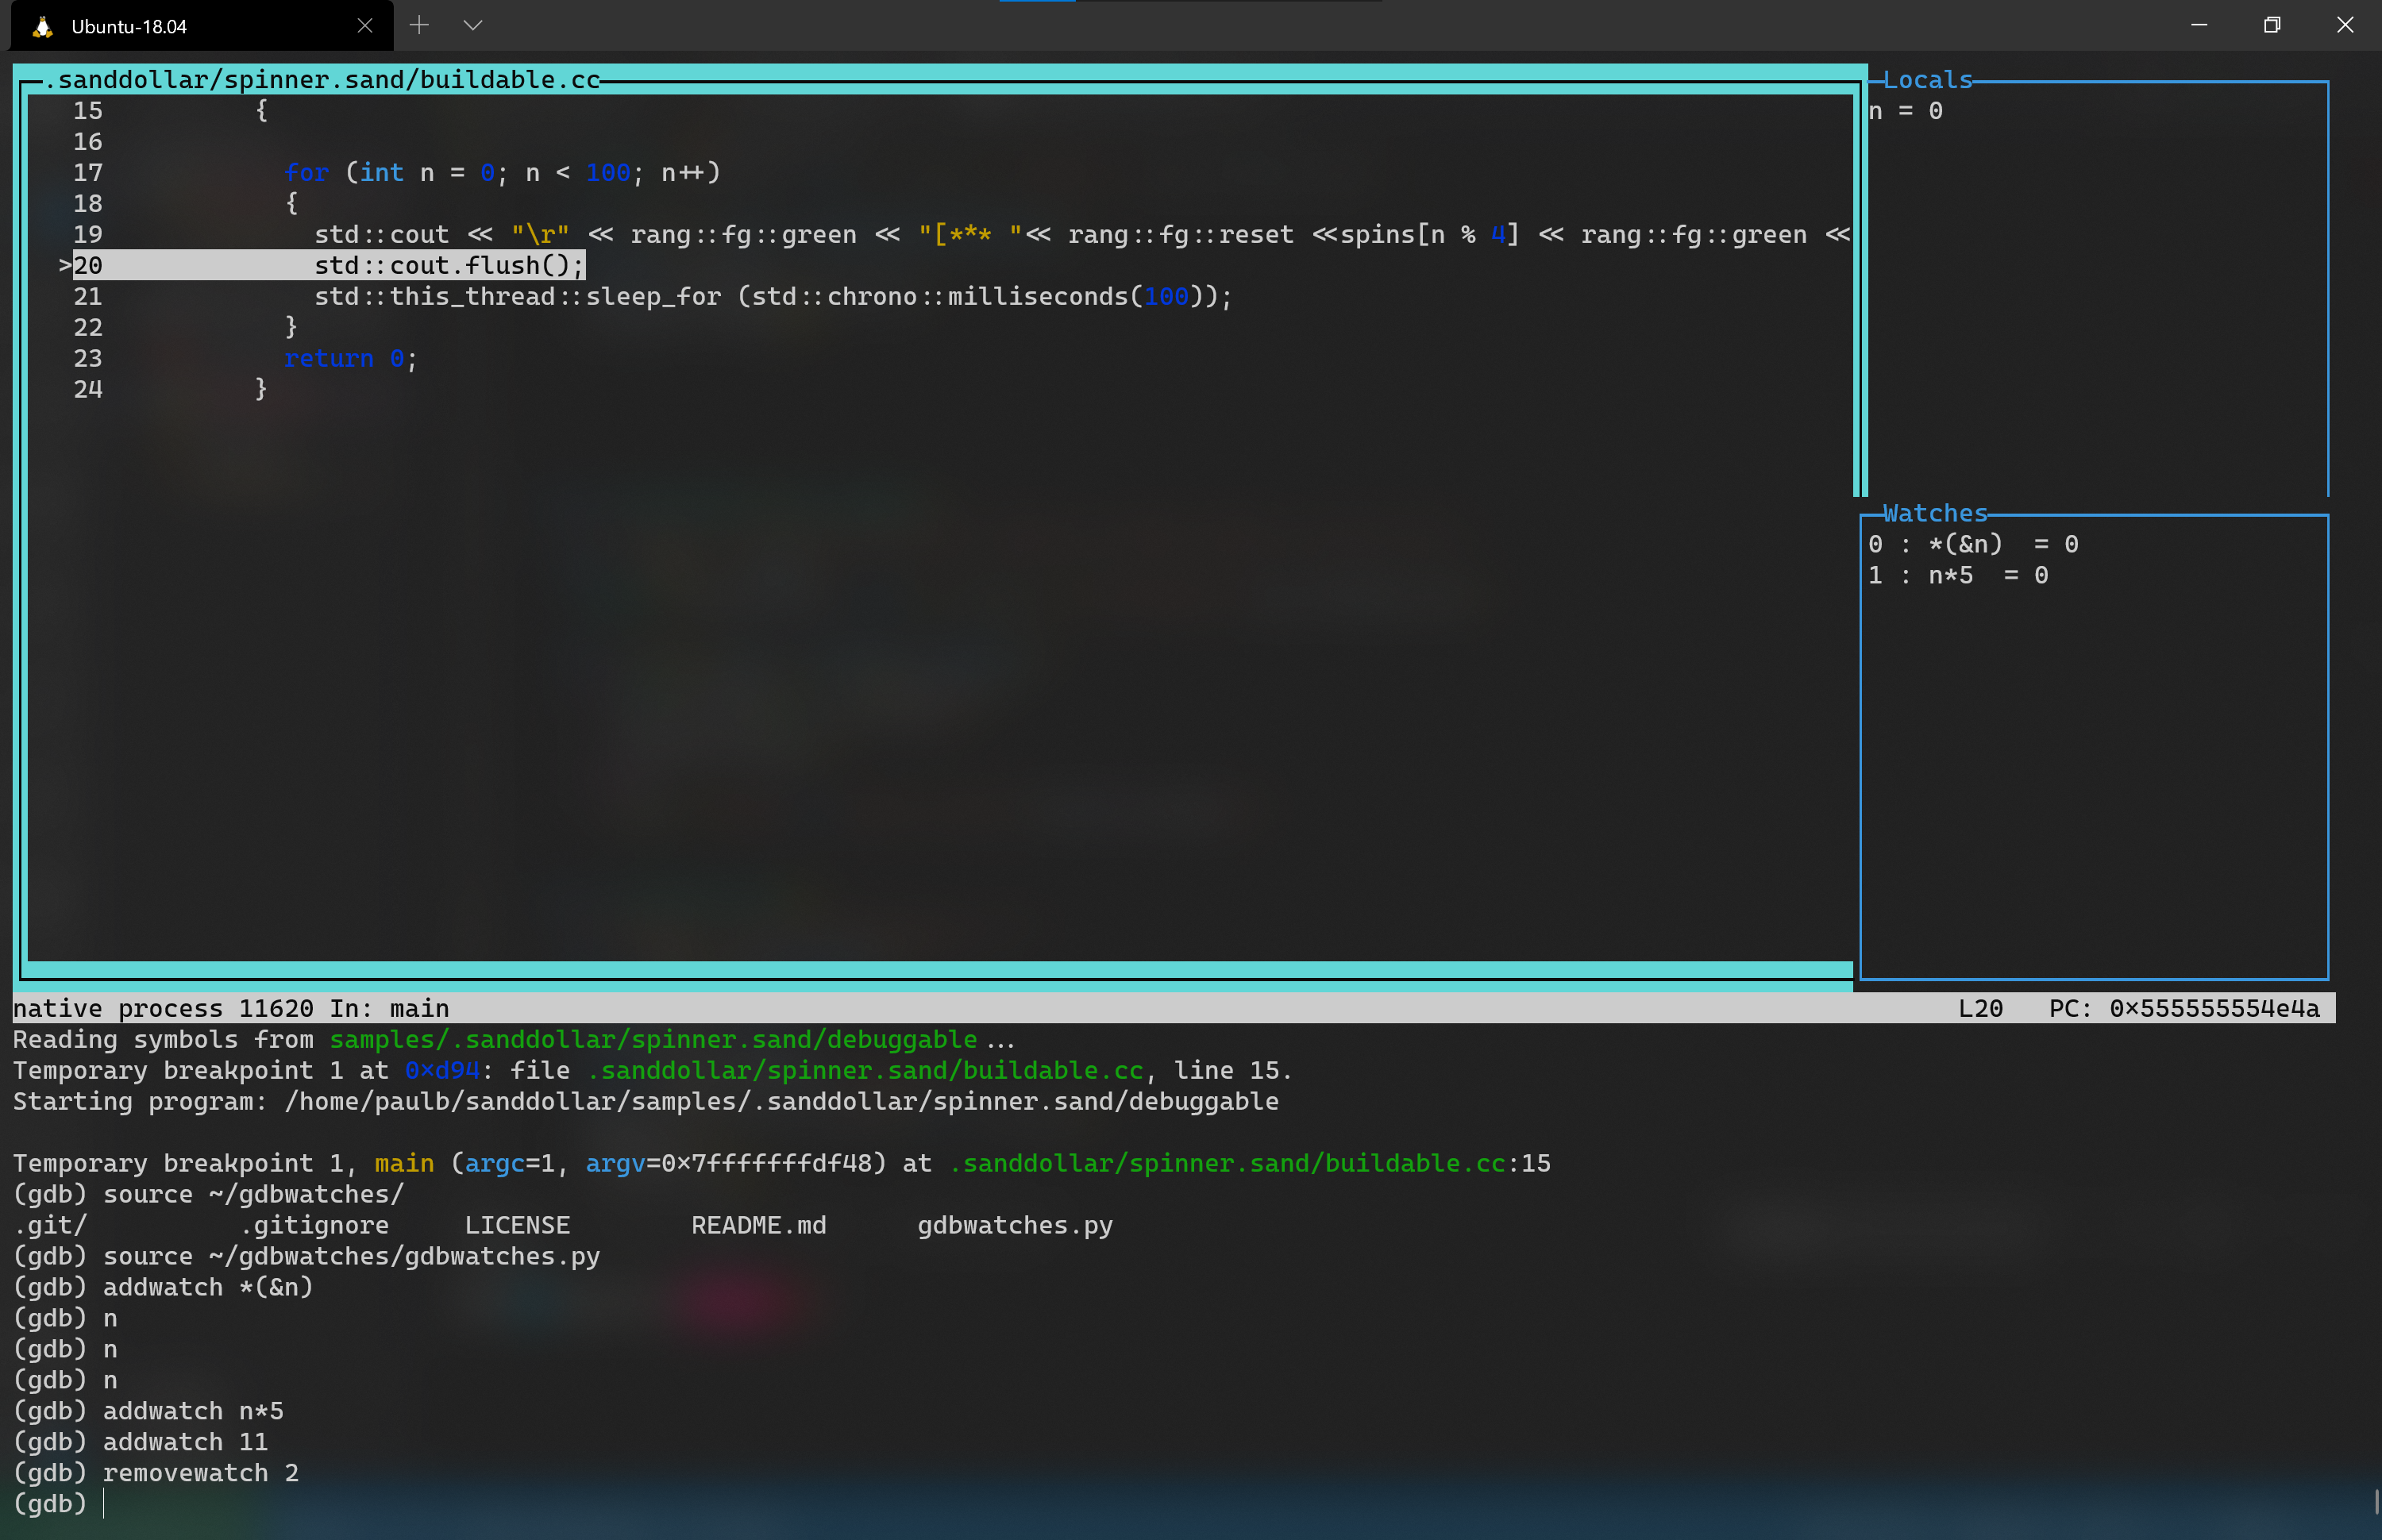 Ubuntu-18.04
.sanddollar/spinner.sand/buildable.cc
15 {
16
17 for (int n = 0; n < 100; n++)
18 {
19 std::cout << "\r" << rang::fg::green << "[*** "<< rang::fg::reset <<spins[n % 4] << rang::fg::green <<
>20 std::cout.flush();
21 std::this_thread::sleep_for (std::chrono::milliseconds(100));
22 }
23 return 0;
24 }
Locals
n = 0
Watches
0 : *(&n)  = 0
1 : n*5  = 0
native process 11620 In: main L20 PC: 0x555555554e4a
Reading symbols from samples/.sanddollar/spinner.sand/debuggable...
Temporary breakpoint 1 at 0xd94: file .sanddollar/spinner.sand/buildable.cc, line 15.
Starting program: /home/paulb/sanddollar/samples/.sanddollar/spinner.sand/debuggable
Temporary breakpoint 1, main (argc=1, argv=0x7fffffffdf48) at .sanddollar/spinner.sand/buildable.cc:15
(gdb) source ~/gdbwatches/
.git/ .gitignore LICENSE README.md gdbwatches.py
(gdb) source ~/gdbwatches/gdbwatches.py
(gdb) addwatch *(&n)
(gdb) n
(gdb) n
(gdb) n
(gdb) addwatch n*5
(gdb) addwatch 11
(gdb) removewatch 2
(gdb)